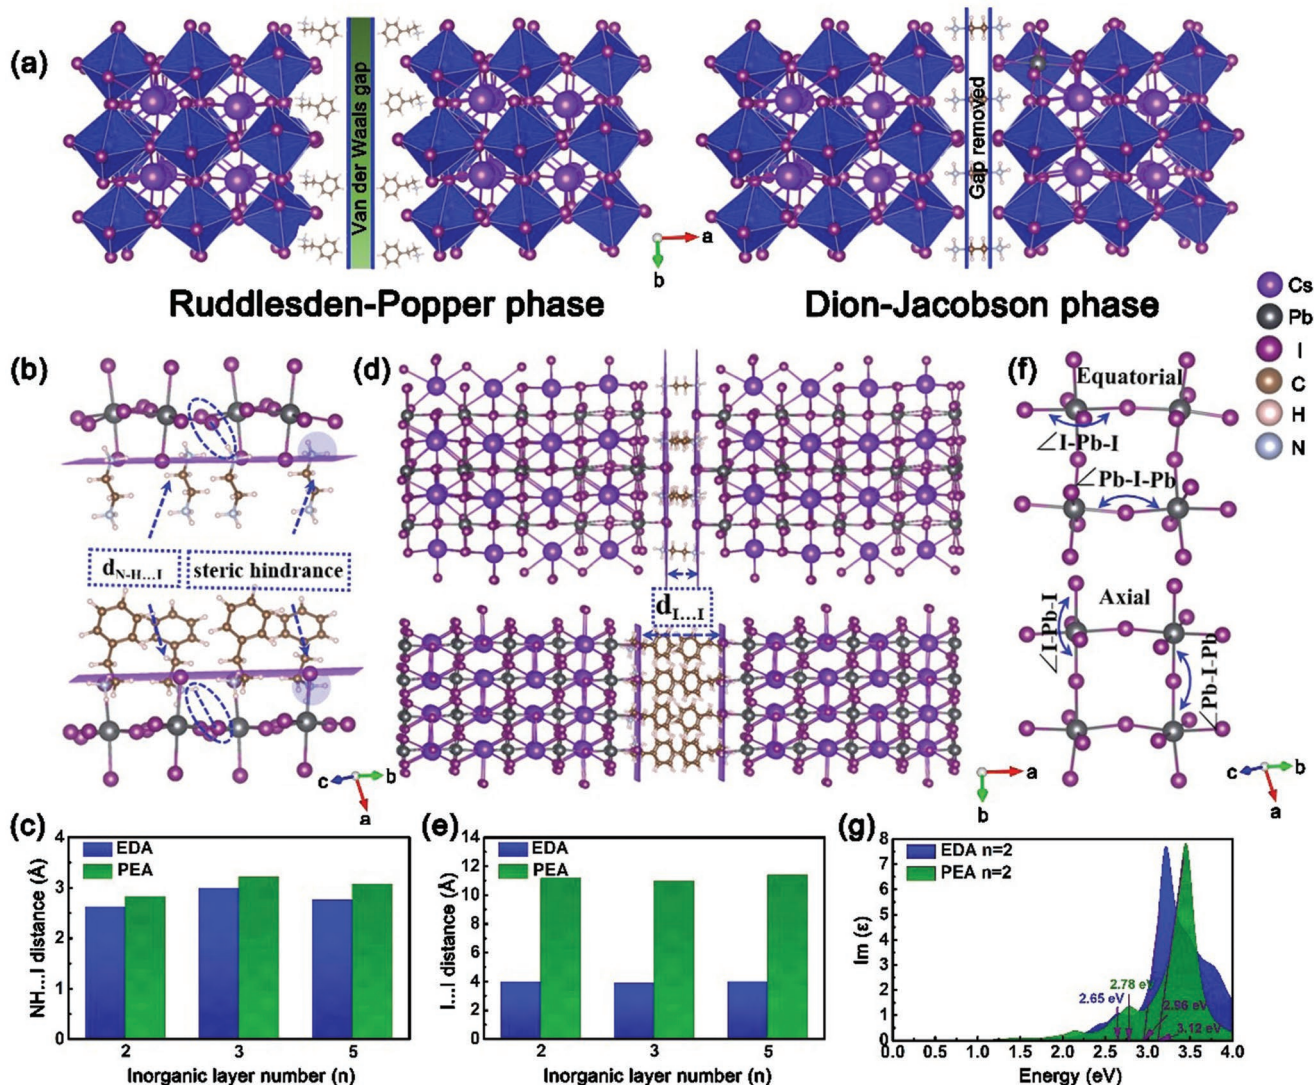 (a)
Van der Waals gap
Gap removed
a
b
Ruddlesden-Popper phase
Dion-Jacobson phase
Cs
Pb
I
C
H
N
(b)
d N-H...I
steric hindrance
c
b
a
(d)
d I...I
a
b
(f)
Equatorial
∠I-Pb-I
∠Pb-I-Pb
Axial
∠I-Pb-I
∠Pb-I-Pb
c
b
a
(c)
EDA
PEA
NH...I distance (Å)
4
3
2
1
0
2
3
5
Inorganic layer number (n)
(e)
EDA
PEA
I...I distance (Å)
14
12
10
8
6
4
2
0
2
3
5
Inorganic layer number (n)
(g)
EDA n=2
PEA n=2
Im (ε)
8
7
6
5
4
3
2
1
0
2.78 eV
2.65 eV
2.96 eV
3.12 eV
0.0
0.5
1.0
1.5
2.0
2.5
3.0
3.5
4.0
Energy (eV)